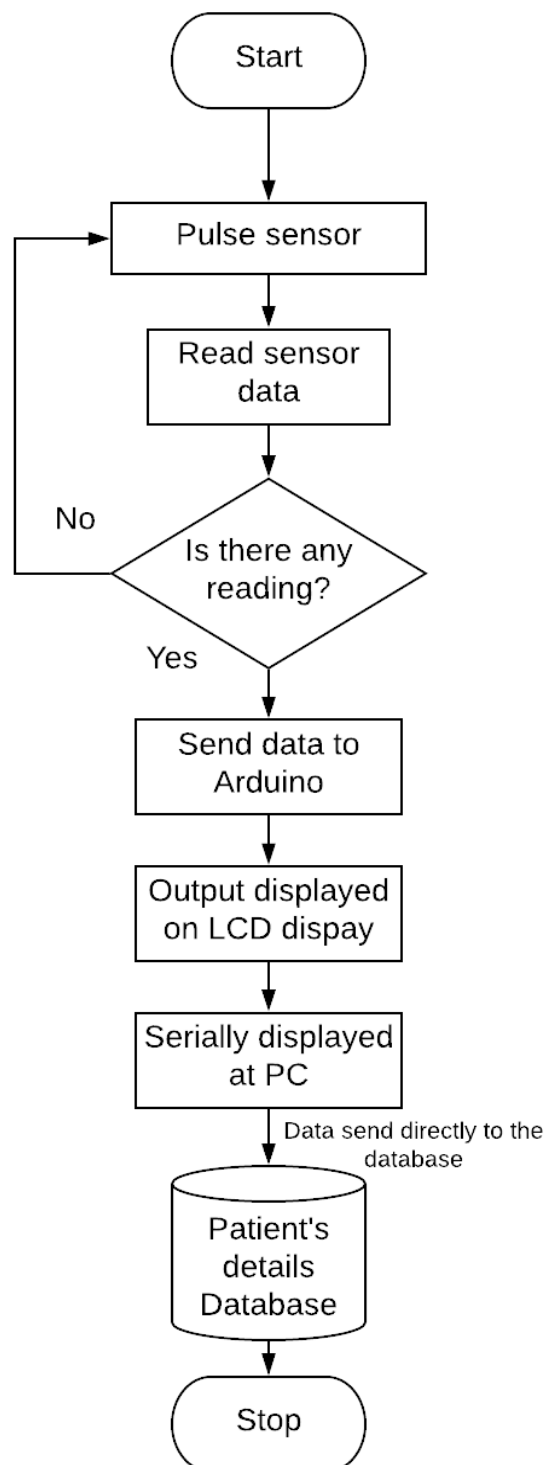 Start
Pulse sensor
Read sensor
data
No
Is there any
reading?
Yes
Send data to
Arduino
Output displayed
on LCD dispay
Serially displayed
at PC
Data send directly to the
database
Patient's
details
Database
Stop